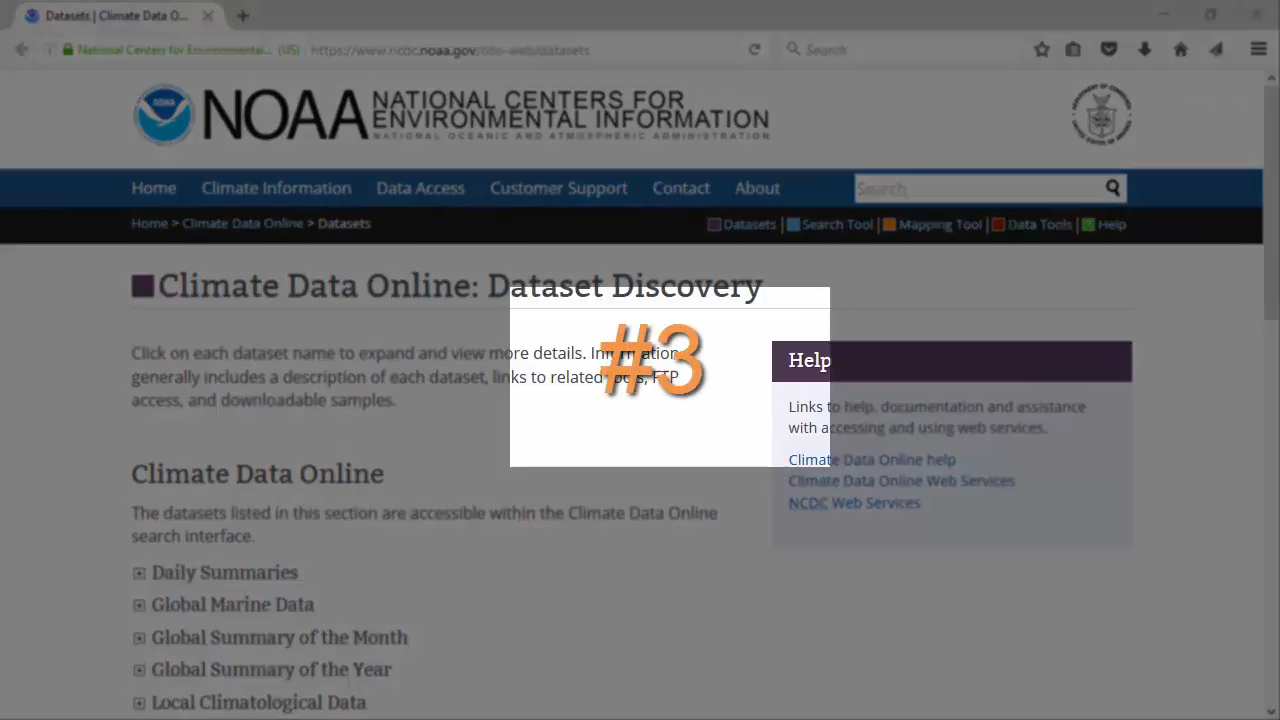 Datasets | Climate Data O...
National Centers for Environmental... (US)
https://www.ncdc.noaa.gov/cdo-web/datasets
Search
NOAA
NOAA NATIONAL CENTERS FOR
ENVIRONMENTAL INFORMATION
NATIONAL OCEANIC AND ATMOSPHERIC ADMINISTRATION
Home Climate Information Data Access Customer Support Contact About Search
Home > Climate Data Online > Datasets
Datasets | Search Tool | Mapping Tool | Data Tools | Help
Climate Data Online: Dataset Discovery
#3
Click on each dataset name to expand and view more details. Information
generally includes a description of each dataset, links to related tools, FTP
access, and downloadable samples.
Help
Links to help, documentation and assistance
with accessing and using web services.
Climate Data Online help
Climate Data Online Web Services
NCDC Web Services
Climate Data Online
The datasets listed in this section are accessible within the Climate Data Online
search interface.
Daily Summaries
Global Marine Data
Global Summary of the Month
Global Summary of the Year
Local Climatological Data